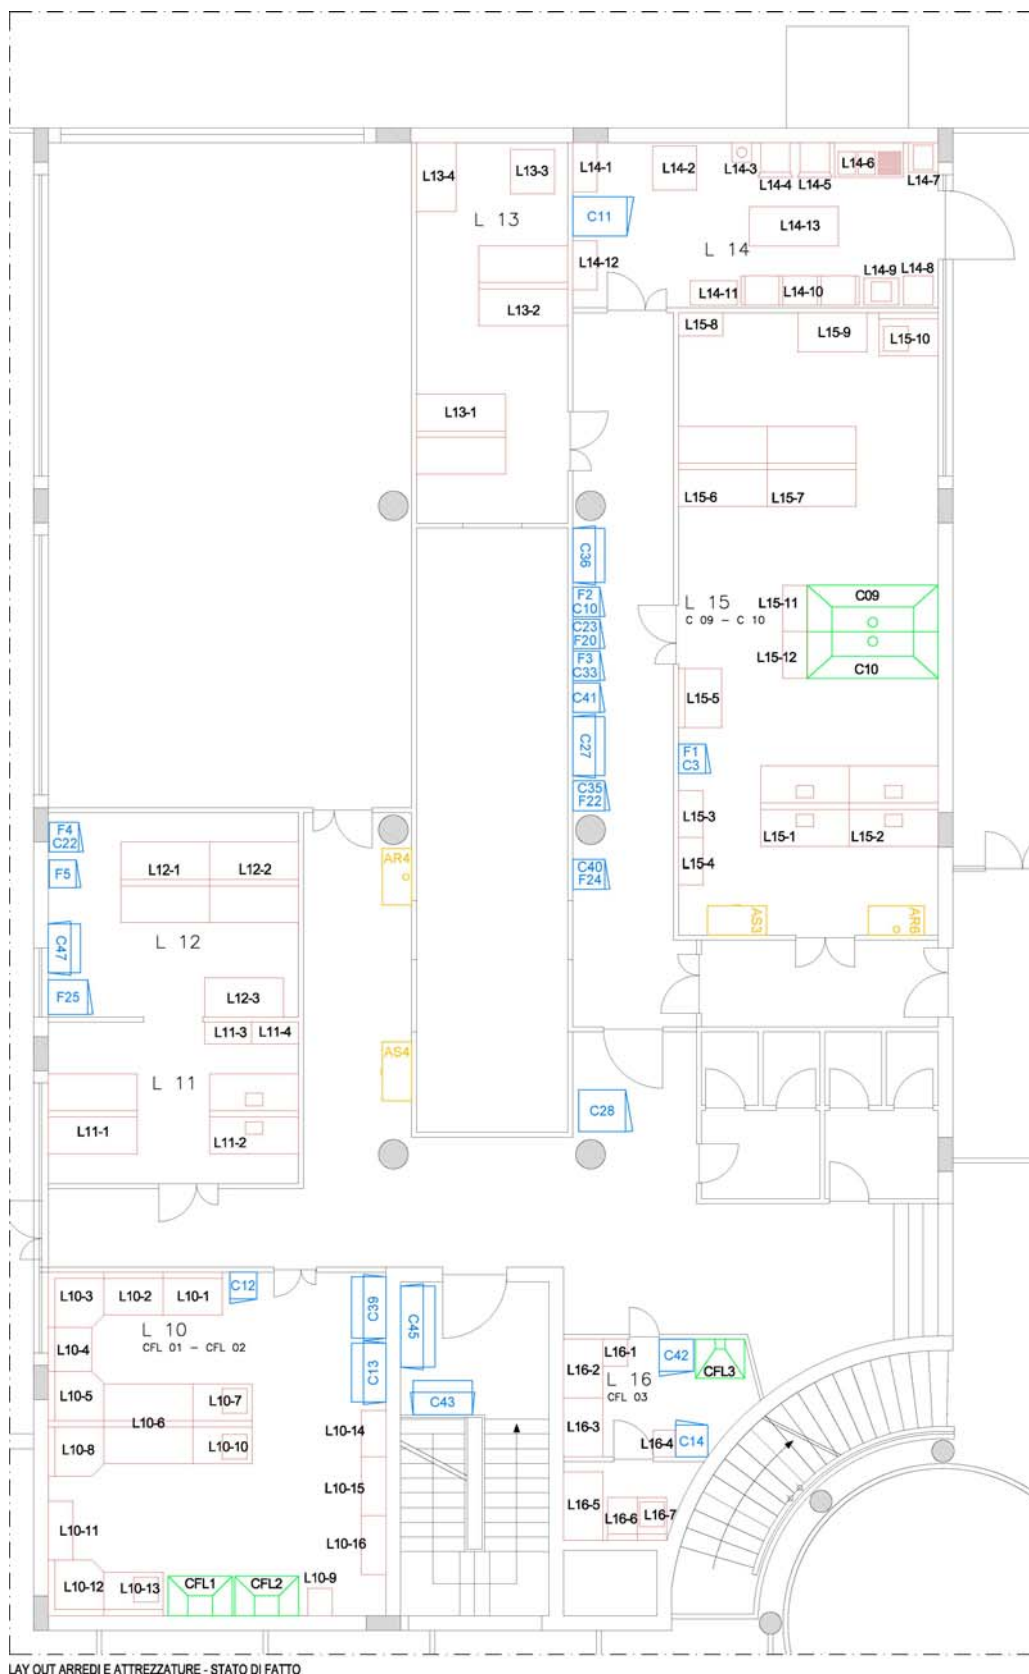 L14-1
L14-2
L14-3
L14-4
L14-5
L14-6
L14-7
L13-4
L13-3
L 13
C11
L14-13
L 14
L14-12
L14-11
L14-10
L14-9
L14-8
L13-2
L15-8
L15-9
L15-10
L13-1
L15-6
L15-7
C36
F2
C10
C23
F20
F3
C33
C41
C27
C35
F22
C40
F24
L 15
C 09 - C 10
L15-11
C09
L15-12
C10
L15-5
F1
C3
L15-3
L15-4
L15-1
L15-2
AS3
AR6
F4
C22
F5
L12-1
L12-2
AR4
C47
L 12
F25
L12-3
L11-3
L11-4
L 11
AS4
L11-1
L11-2
C28
L10-3
L10-2
L10-1
C12
L 10
CFL 01 - CFL 02
L10-4
C39
C13
C45
C43
L10-5
L10-6
L10-7
L10-8
L10-10
L10-14
L10-15
L10-16
L10-11
L10-12
L10-13
CFL1
CFL2
L10-9
L16-1
L16-2
C42
CFL3
L 16
CFL 03
L16-3
L16-4
C14
L16-5
L16-6
L16-7
LAY OUT ARREDI E ATTREZZATURE - STATO DI FATTO